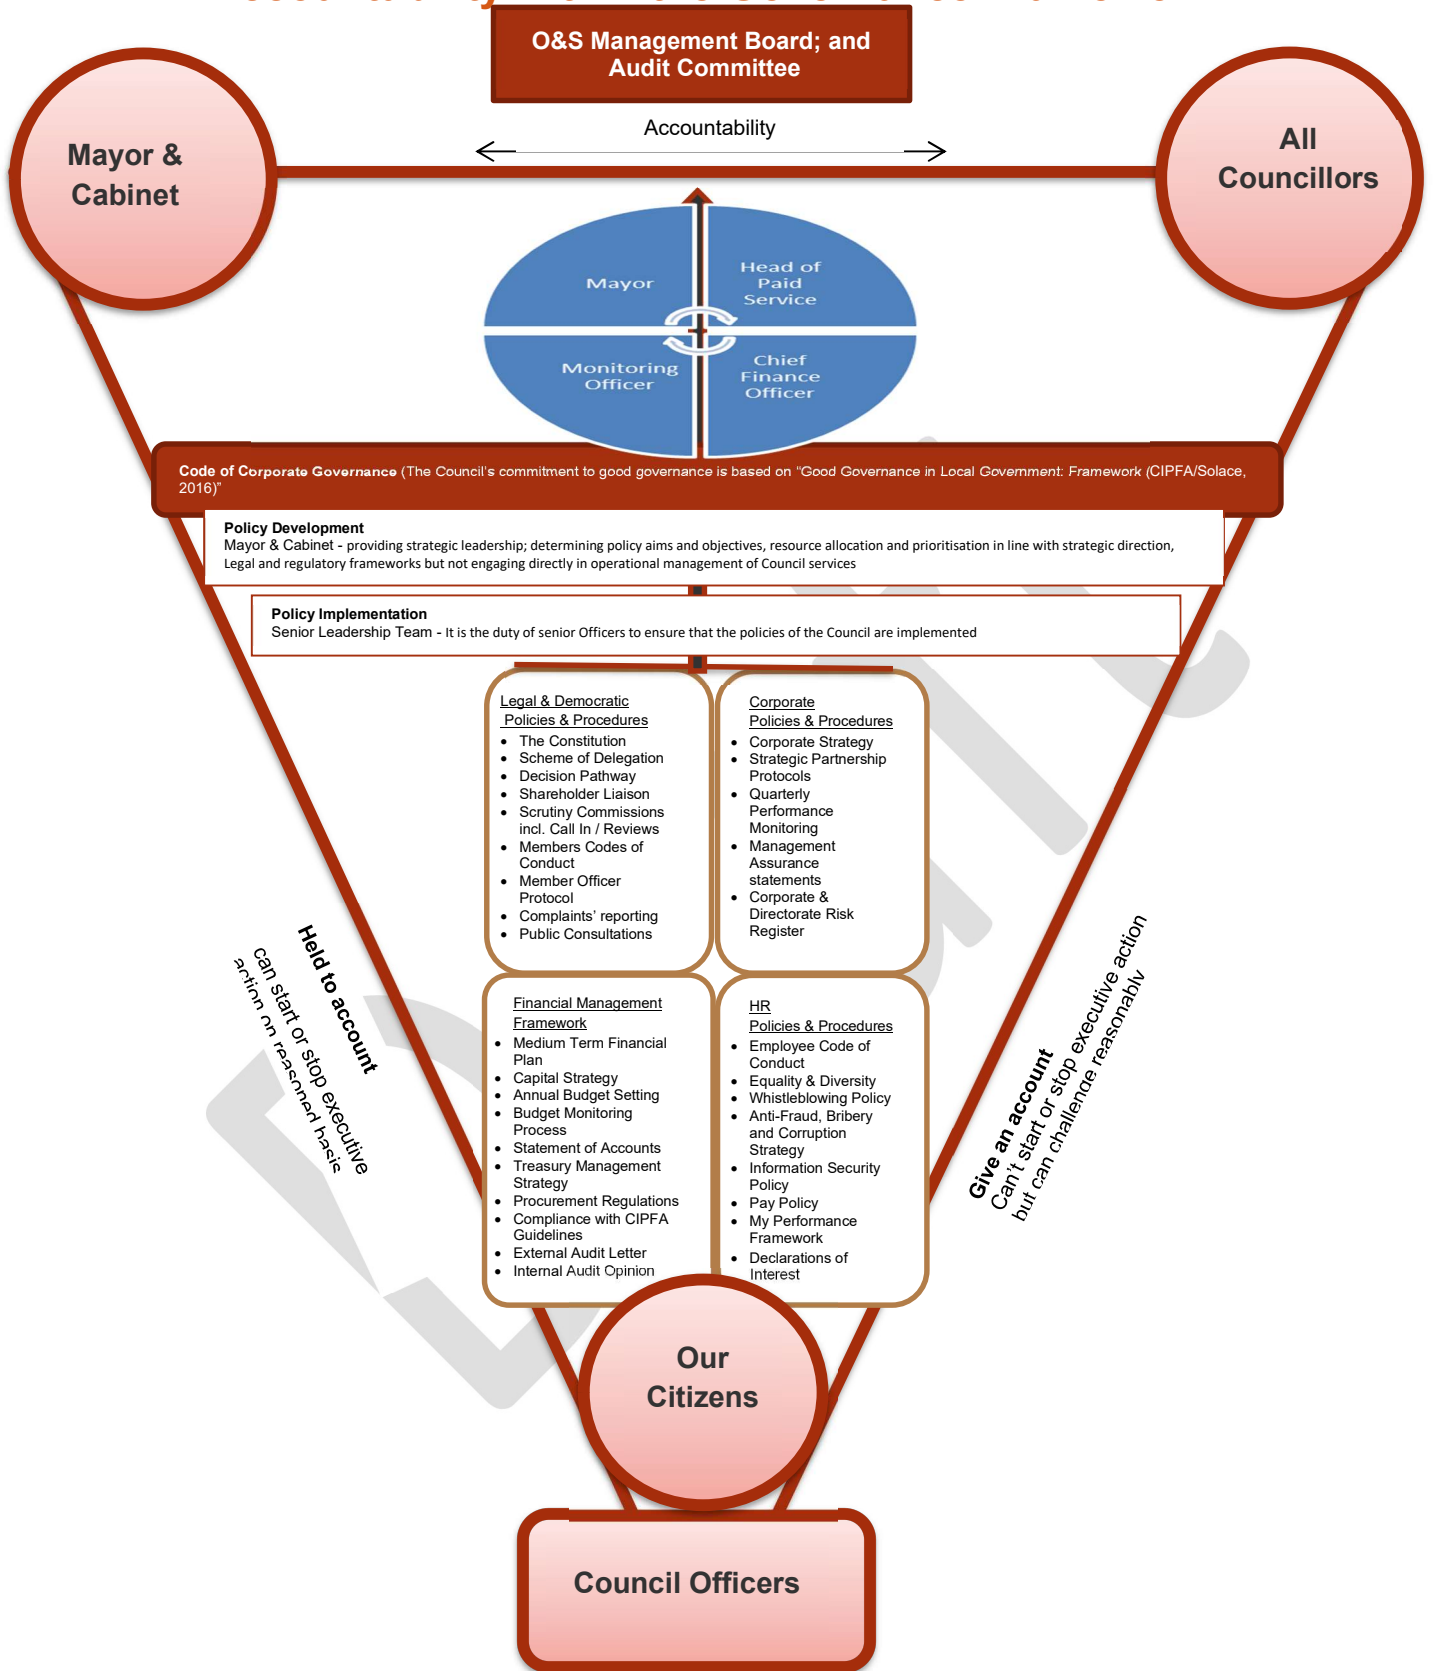 O&S Management Board; and
Audit Committee
Accountability
Mayor &
Cabinet
All
Councillors
Mayor
Head of
Paid
Service
Monitoring
Officer
Chief
Finance
Officer
Code of Corporate Governance (The Council's commitment to good governance is based on "Good Governance in Local Government: Framework (CIPFA/Solace,
2016)"
Policy Development
Mayor & Cabinet - providing strategic leadership; determining policy aims and objectives, resource allocation and prioritisation in line with strategic direction,
Legal and regulatory frameworks but not engaging directly in operational management of Council services
Policy Implementation
Senior Leadership Team - It is the duty of senior Officers to ensure that the policies of the Council are implemented
Legal & Democratic
Policies & Procedures
• The Constitution
• Scheme of Delegation
• Decision Pathway
• Shareholder Liaison
• Scrutiny Commissions
incl. Call In / Reviews
• Members Codes of
Conduct
• Member Officer
Protocol
• Complaints' reporting
• Public Consultations
Corporate
Policies & Procedures
• Corporate Strategy
• Strategic Partnership
Protocols
• Quarterly
Performance
Monitoring
• Management
Assurance
statements
• Corporate &
Directorate Risk
Register
Held to account
can start or stop executive
action on reasoned basis
Give an account
Can't start or stop executive action
but can challenge reasonably
Financial Management
Framework
• Medium Term Financial
Plan
• Capital Strategy
• Annual Budget Setting
• Budget Monitoring
Process
• Statement of Accounts
• Treasury Management
Strategy
• Procurement Regulations
• Compliance with CIPFA
Guidelines
• External Audit Letter
• Internal Audit Opinion
HR
Policies & Procedures
• Employee Code of
Conduct
• Equality & Diversity
• Whistleblowing Policy
• Anti-Fraud, Bribery
and Corruption
Strategy
• Information Security
Policy
• Pay Policy
• My Performance
Framework
• Declarations of
Interest
Our
Citizens
Council Officers